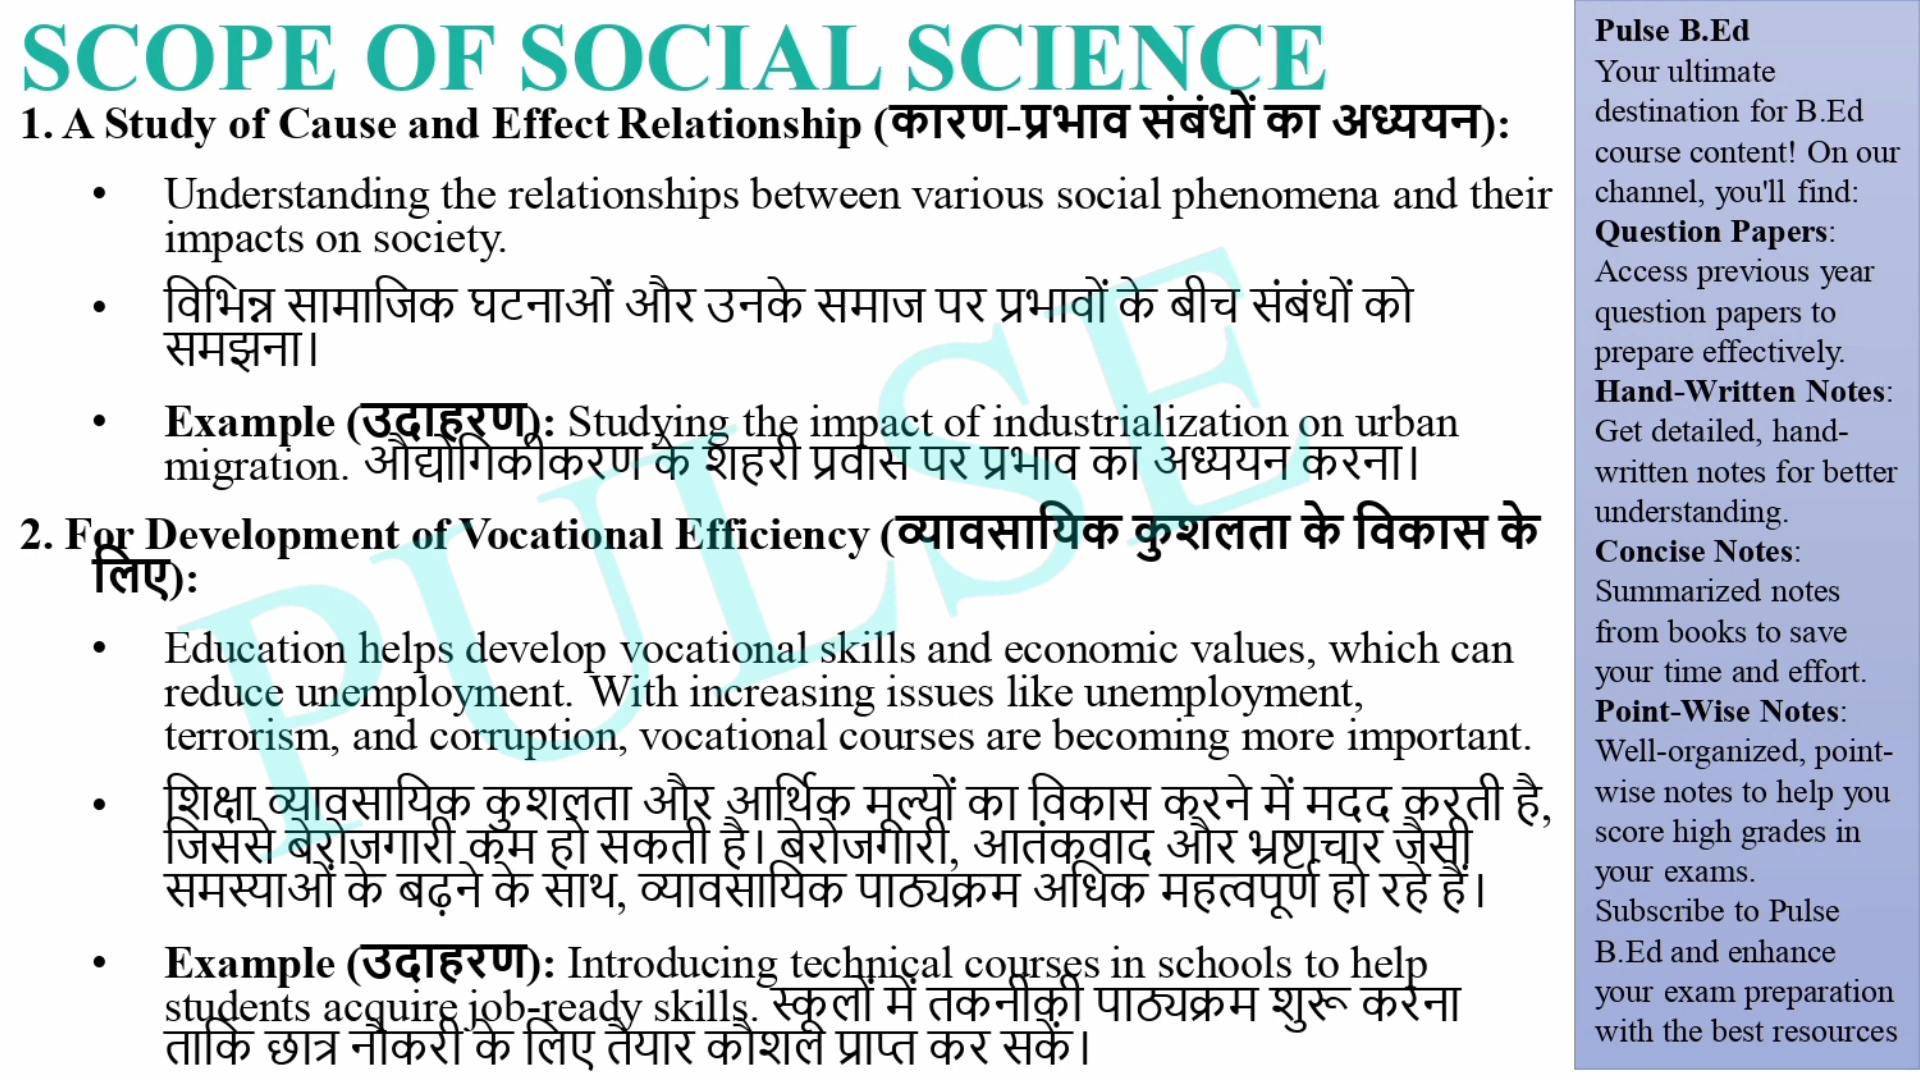 SCOPE OF SOCIAL SCIENCE
1. A Study of Cause and Effect Relationship (कारण-प्रभाव संबंधों का अध्ययन):
• Understanding the relationships between various social phenomena and their
impacts on society.
• विभिन्न सामाजिक घटनाओं और उनके समाज पर प्रभावों के बीच संबंधों को
समझना।
• Example (उदाहरण): Studying the impact of industrialization on urban
migration. औद्योगिकीकरण के शहरी प्रवास पर प्रभाव का अध्ययन करना।
2. For Development of Vocational Efficiency (व्यावसायिक कुशलता के विकास के
लिए):
• Education helps develop vocational skills and economic values, which can
reduce unemployment. With increasing issues like unemployment,
terrorism, and corruption, vocational courses are becoming more important.
• शिक्षा व्यावसायिक कुशलता और आर्थिक मूल्यों का विकास करने में मदद करती है,
जिससे बेरोजगारी कम हो सकती है। बेरोजगारी, आतंकवाद और भ्रष्टाचार जैसी
समस्याओं के बढ़ने के साथ, व्यावसायिक पाठ्यक्रम अधिक महत्वपूर्ण हो रहे हैं।
• Example (उदाहरण): Introducing technical courses in schools to help
students acquire job-ready skills. स्कूलों में तकनीकी पाठ्यक्रम शुरू करना
ताकि छात्र नौकरी के लिए तैयार कौशल प्राप्त कर सकें।
PULSE
Pulse B.Ed
Your ultimate
destination for B.Ed
course content! On our
channel, you'll find:
Question Papers:
Access previous year
question papers to
prepare effectively.
Hand-Written Notes:
Get detailed, hand-
written notes for better
understanding.
Concise Notes:
Summarized notes
from books to save
your time and effort.
Point-Wise Notes:
Well-organized, point-
wise notes to help you
score high grades in
your exams.
Subscribe to Pulse
B.Ed and enhance
your exam preparation
with the best resources